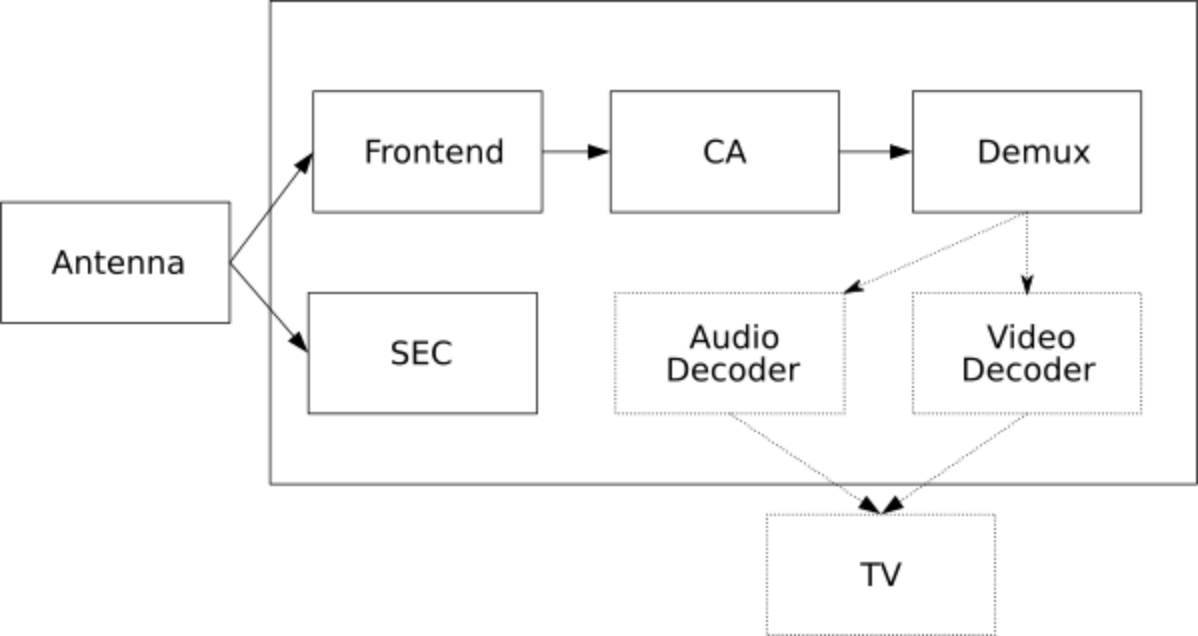 Frontend
CA
Demux
Antenna
SEC
Audio
Decoder
Video
Decoder
TV